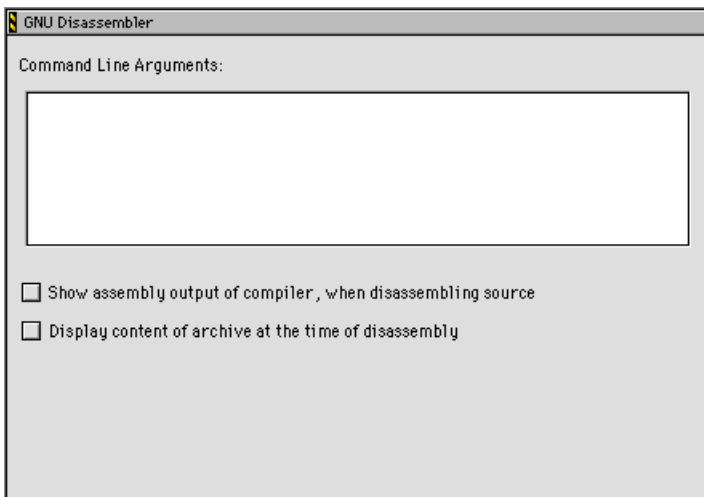 GNU Disassembler
Command Line Arguments:
Show assembly output of compiler, when disassembling source
Display content of archive at the time of disassembly